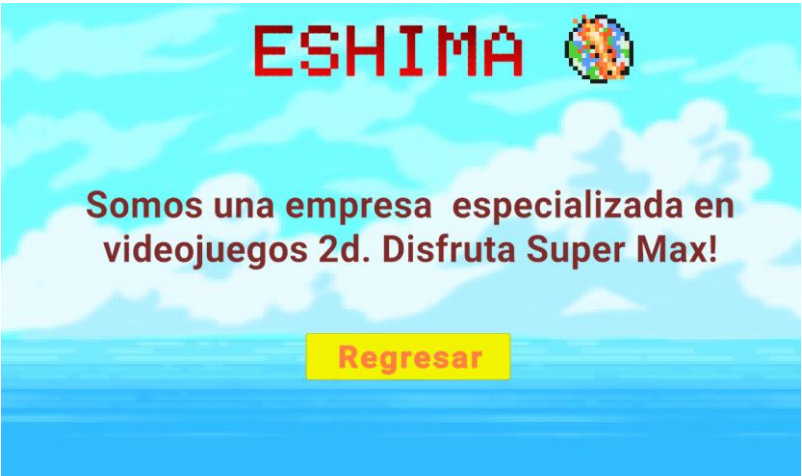 ESHIMA
Somos una empresa  especializada en
videojuegos 2d. Disfruta Super Max!
Regresar